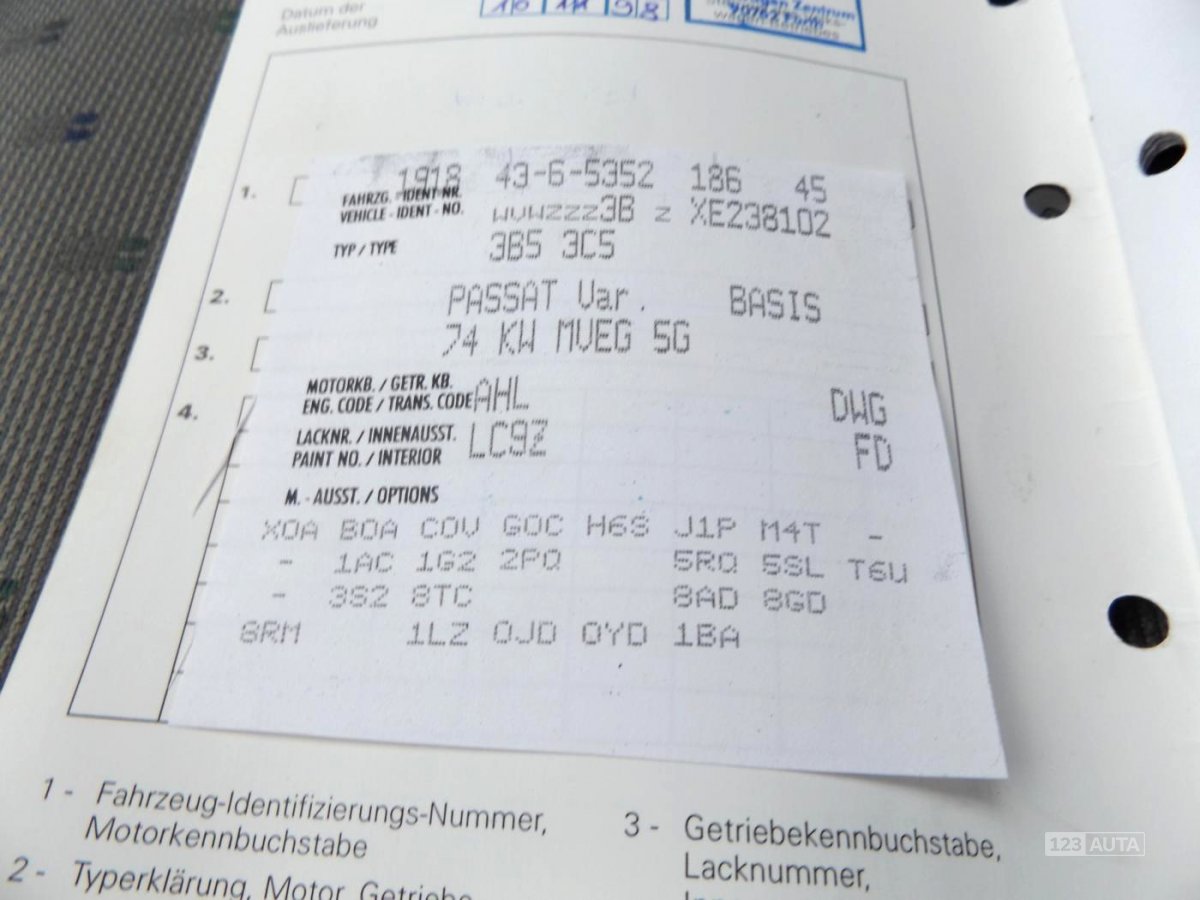 Datum der
Auslieferung
10 11 98
Zentrum
1918 43-6-5352 186 45
FAHRZG. -IDENT-NR.
VEHICLE - IDENT - NO. WVWZZZ3B Z XE238102
TYP / TYPE 3B5 3C5
1.
2.
3.
4.
PASSAT Var. BASIS
74 KW MVEG 5G
MOTORKB. / GETR. KB.
ENG. CODE / TRANS. CODE AHL DWG
LACKNR. / INNENAUSST.
PAINT NO. / INTERIOR LC9Z FD
M. - AUSST. / OPTIONS
X0A B0A C0V G0C H6S J1P M4T -
- 1AC 1G2 2PQ 5RQ 5SL T6U
- 3S2 8TC 8AD 8GD
8RM 1LZ 0JD 0YD 1BA
1 - Fahrzeug-Identifizierungs-Nummer,
Motorkennbuchstabe
2 - Typerklärung, Motor, Getriebe
3 - Getriebekennbuchstabe,
Lacknummer,
123 AUTA